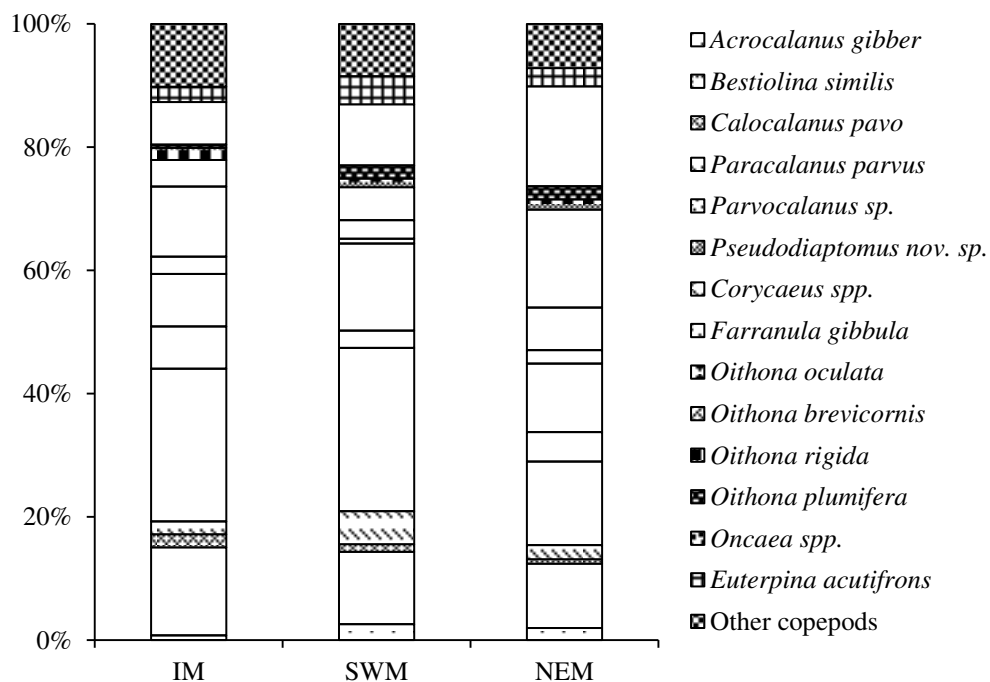 100%
80%
60%
40%
20%
0%
IM
SWM
NEM
Acrocalanus gibber
Bestiolina similis
Calocalanus pavo
Paracalanus parvus
Parvocalanus sp.
Pseudodiaptomus nov. sp.
Corycaeus spp.
Farranula gibbula
Oithona oculata
Oithona brevicornis
Oithona rigida
Oithona plumifera
Oncaea spp.
Euterpina acutifrons
Other copepods